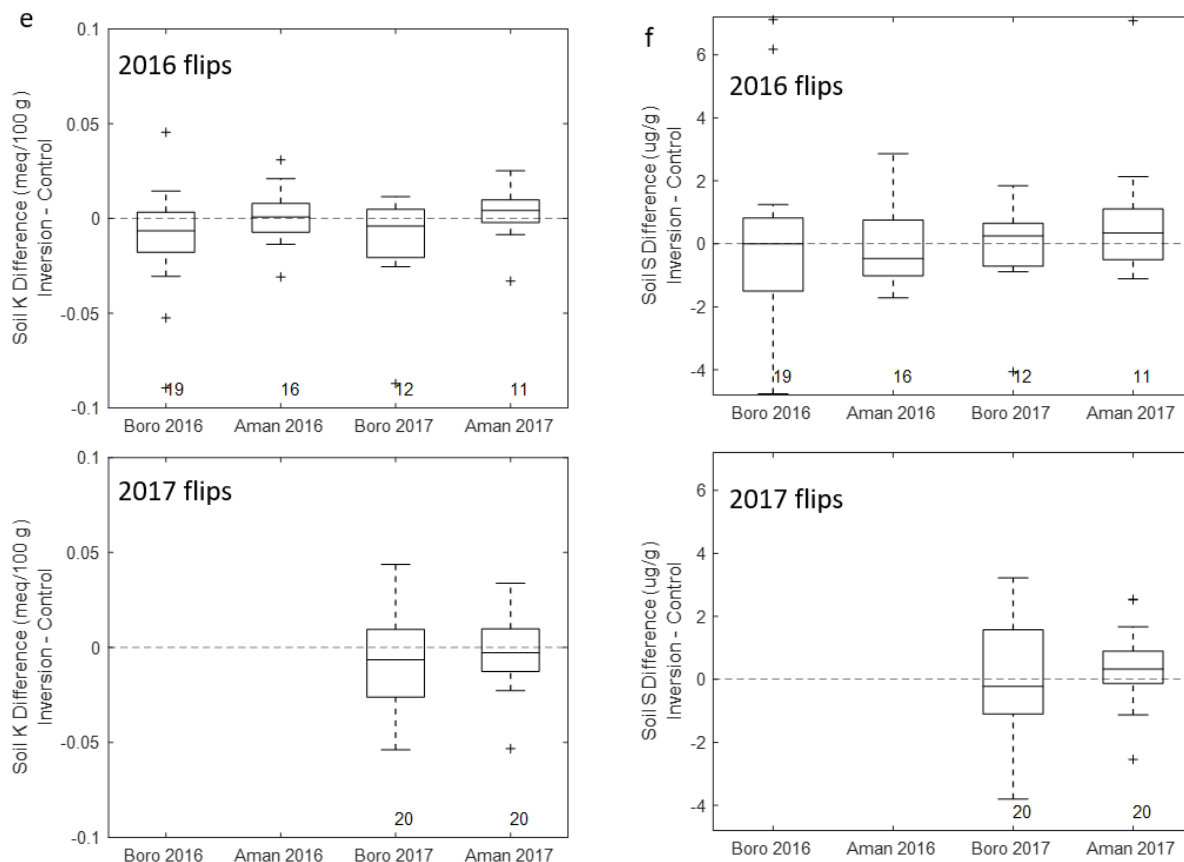 e
0.1
2016 flips
0.05
0
-0.05
-0.1
Soil K Difference (meq/100 g)
Inversion - Control
19 16 12 11
Boro 2016 Aman 2016 Boro 2017 Aman 2017
f
6
2016 flips
4
2
0
-2
-4
Soil S Difference (ug/g)
Inversion - Control
19 16 12 11
Boro 2016 Aman 2016 Boro 2017 Aman 2017
0.1
2017 flips
0.05
0
-0.05
-0.1
Soil K Difference (meq/100 g)
Inversion - Control
20 20
Boro 2016 Aman 2016 Boro 2017 Aman 2017
6
2017 flips
4
2
0
-2
-4
Soil S Difference (ug/g)
Inversion - Control
20 20
Boro 2016 Aman 2016 Boro 2017 Aman 2017